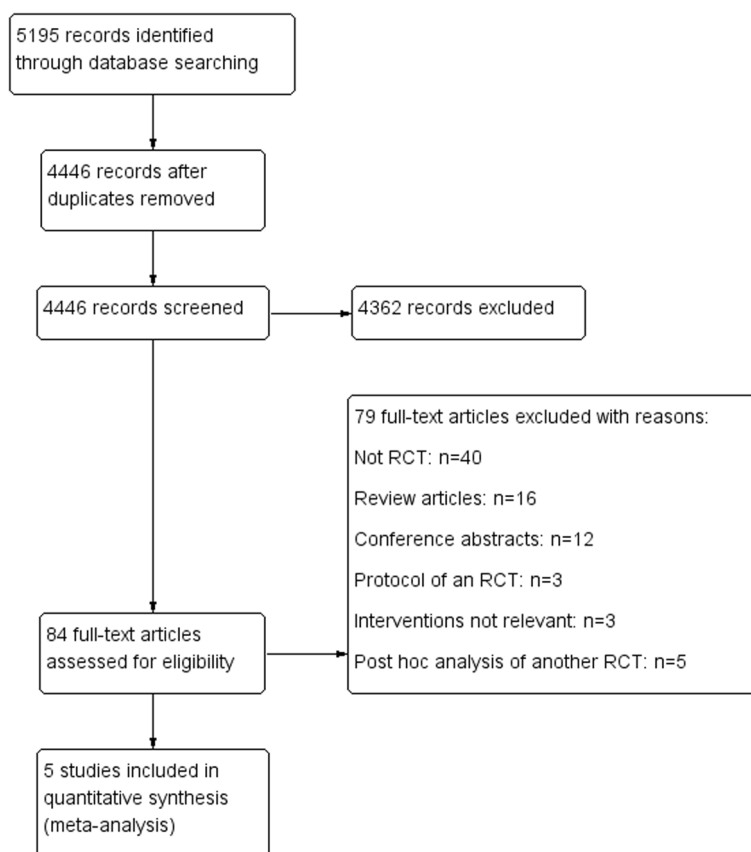 5195 records identified
through database searching
4446 records after
duplicates removed
4446 records screened
4362 records excluded
79 full-text articles excluded with reasons:
Not RCT: n=40
Review articles: n=16
Conference abstracts: n=12
Protocol of an RCT: n=3
Interventions not relevant: n=3
Post hoc analysis of another RCT: n=5
84 full-text articles
assessed for eligibility
5 studies included in
quantitative synthesis
(meta-analysis)